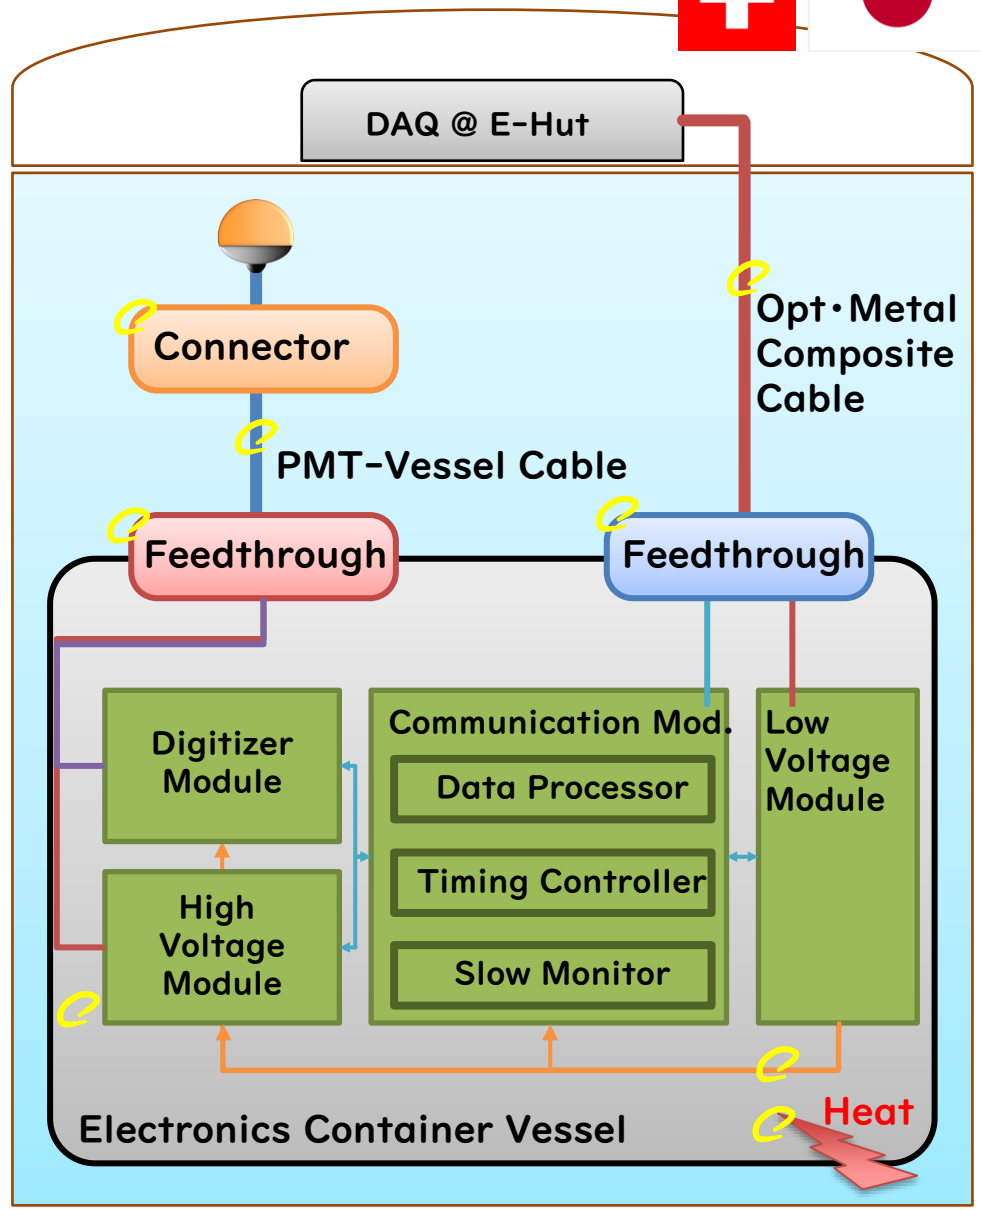 DAQ @ E-Hut
Connector
Opt・Metal
Composite
Cable
PMT-Vessel Cable
Feedthrough
Feedthrough
Digitizer
Module
Communication Mod.
Data Processor
Timing Controller
Slow Monitor
Low
Voltage
Module
High
Voltage
Module
Heat
Electronics Container Vessel